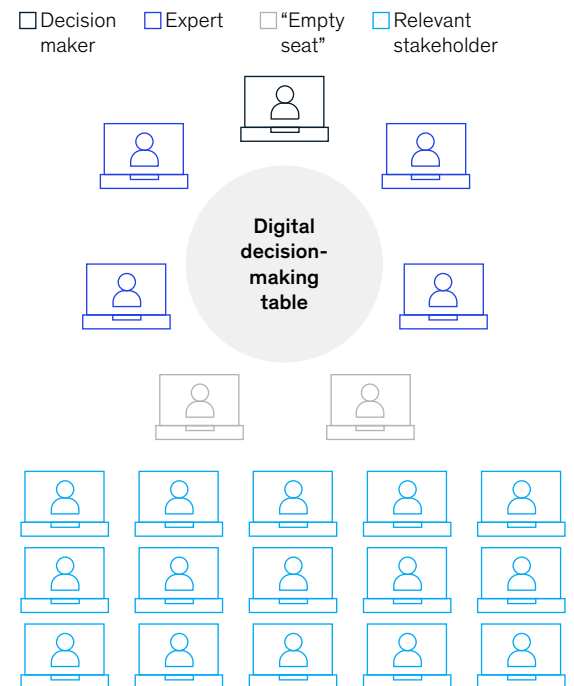 Decision
maker
Expert
“Empty
seat”
Relevant
stakeholder
Digital
decision-
making
table